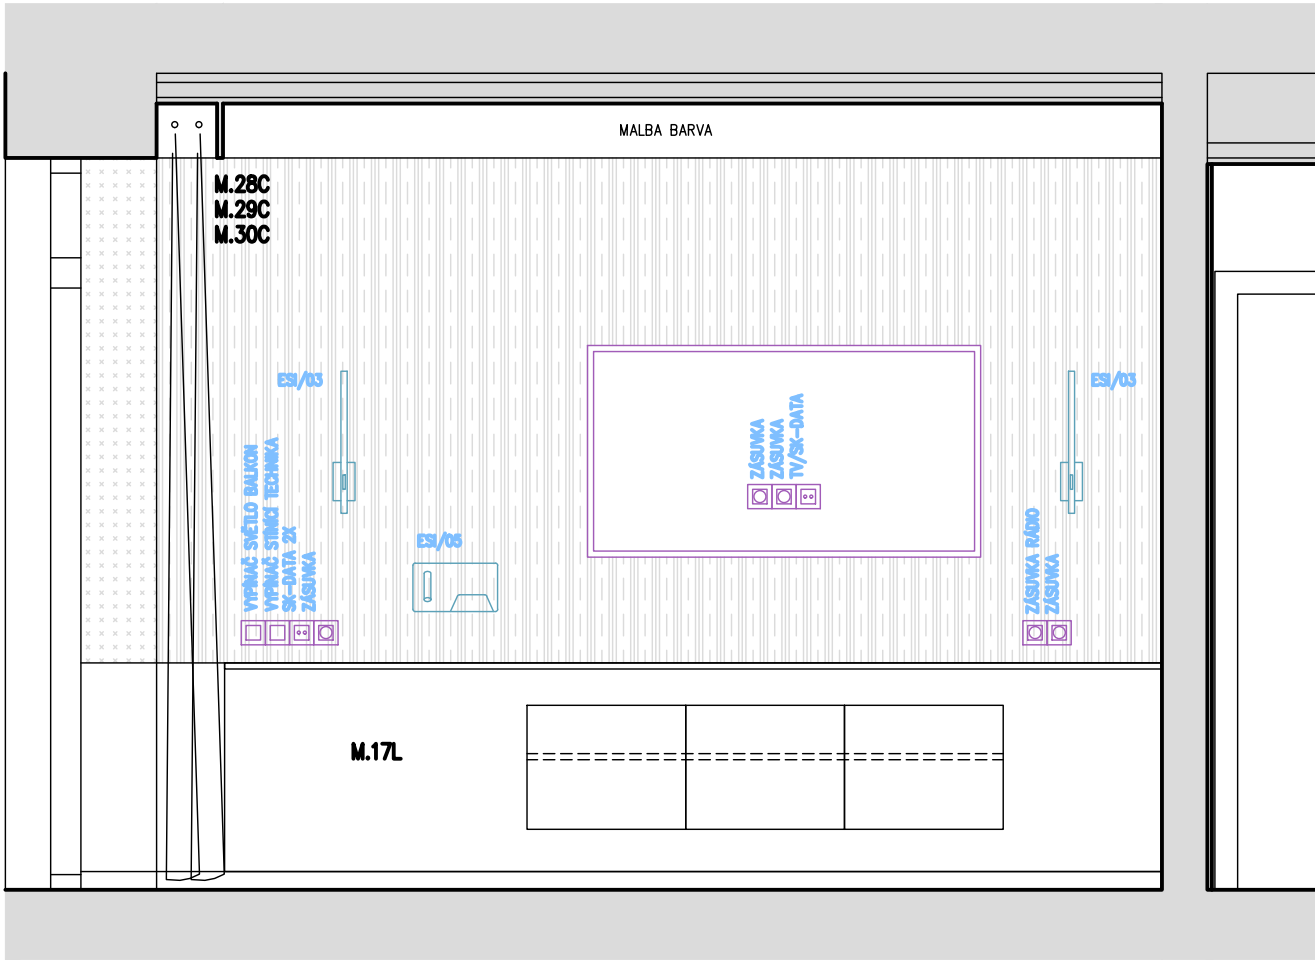 MALBA BARVA
M.28C
M.29C
M.30C
ESI/03
ESI/03
ZÁSUVKA
ZÁSUVKA
TV/SK-DATA
VYPÍNAČ SVĚTLO BALKON
VYPÍNAČ STÍNÍCÍ TECHNIKA
SK-DATA 2X
ZÁSUVKA
ESI/05
ZÁSUVKA RÁDIO
ZÁSUVKA
M.17L